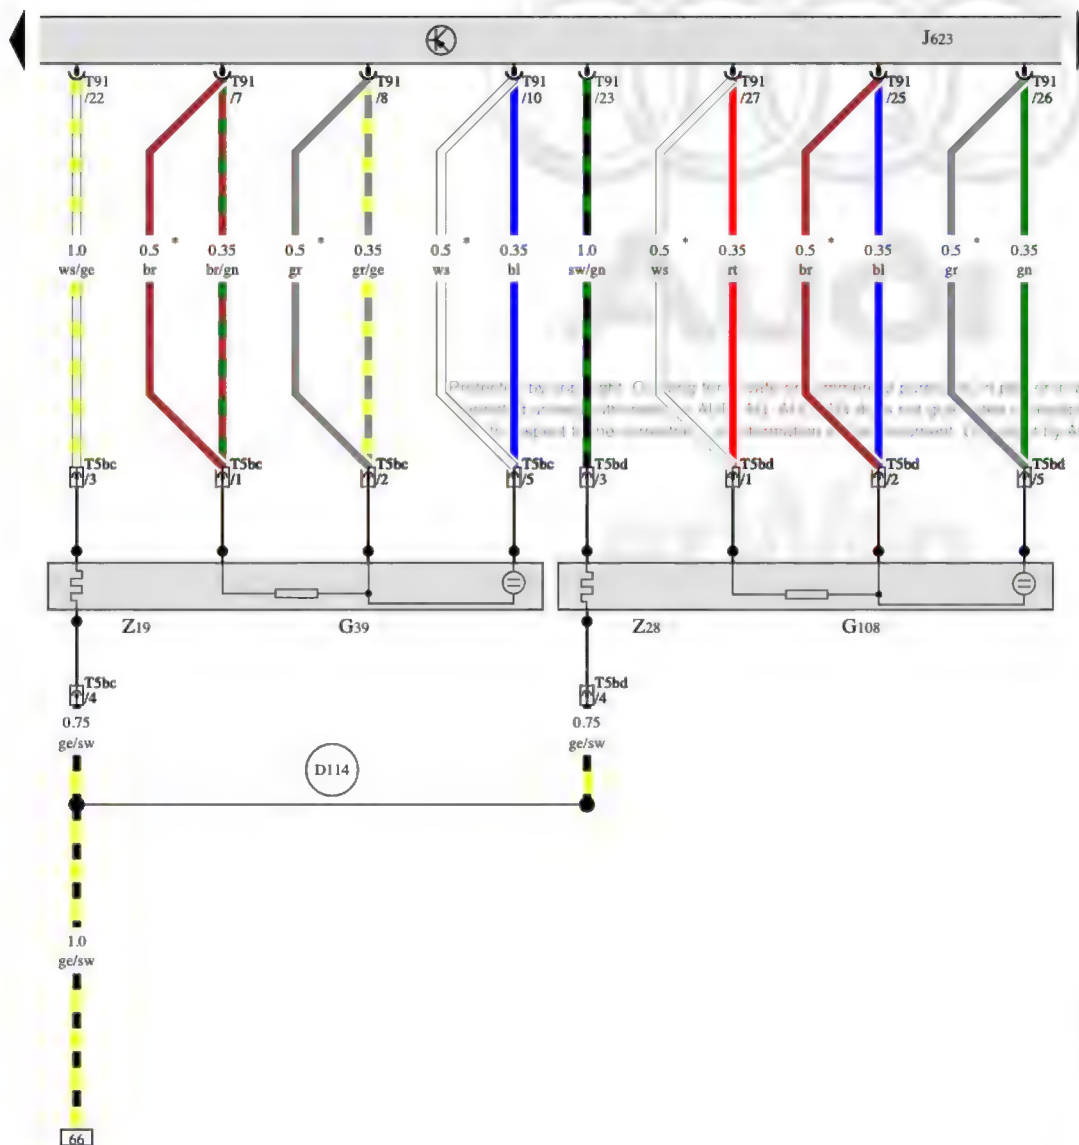 J623
T91 T91 T91 T91 T91 T91 T91 T91
/22 /7 /8 /10 /23 /27 /25 /26
1.0 0.5 * 0.35 0.5 * 0.35 0.5 * 0.35 1.0 0.5 * 0.35 0.5 * 0.35 0.5 * 0.35
ws/ge br br/gn gr gr/ge ws bl sw/gn ws rt br bl gr gn
T5bc T5bc T5bc T5bc T5bd T5bd T5bd T5bd
/3 /1 /2 /5 /3 /1 /2 /5
Z19 G39 Z28 G108
T5bc T5bd
/4 /4
0.75 0.75
ge/sw ge/sw
D114
1.0
ge/sw
66